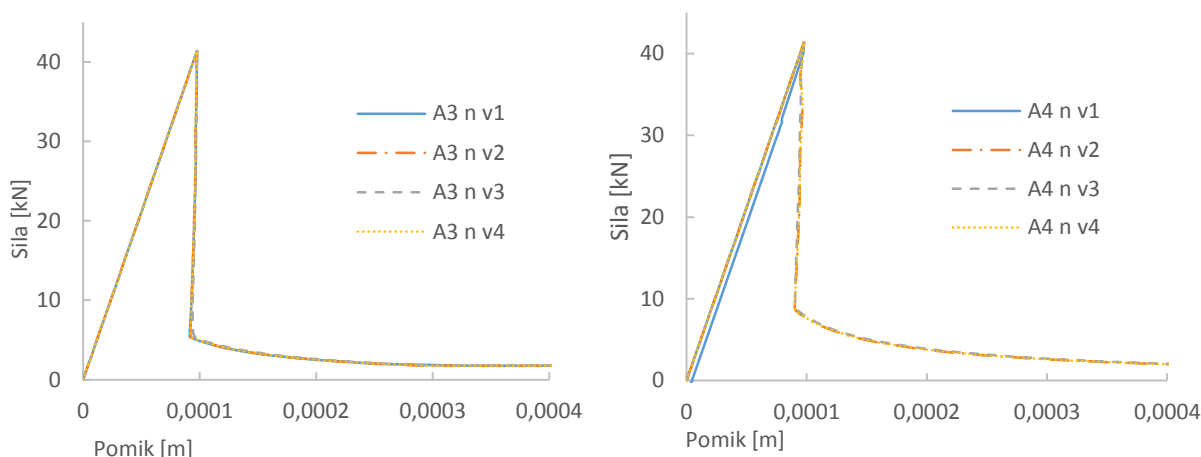 40
30
20
10
0
Sila [kN]
A3 n v1
A3 n v2
A3 n v3
A3 n v4
0 0,0001 0,0002 0,0003 0,0004
Pomik [m]
40
30
20
10
0
Sila [kN]
A4 n v1
A4 n v2
A4 n v3
A4 n v4
0 0,0001 0,0002 0,0003 0,0004
Pomik [m]